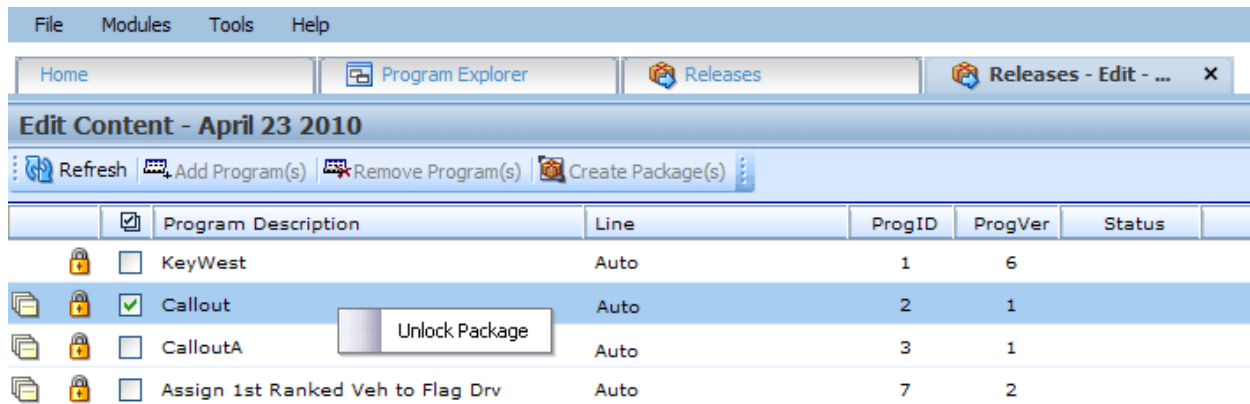 File Modules Tools Help
Home Program Explorer Releases Releases - Edit - ... ×
Edit Content - April 23 2010
Refresh Add Program(s) Remove Program(s) Create Package(s)
Program Description Line ProgID ProgVer Status
KeyWest Auto 1 6
Callout Auto 2 1
Unlock Package
CalloutA Auto 3 1
Assign 1st Ranked Veh to Flag Drv Auto 7 2